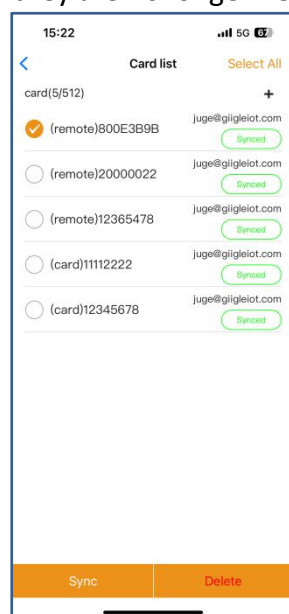 15:22 5G 67
Card list Select All
card(5/512) +
(remote)800E3B9B juge@giigleiot.com
Synced
(remote)20000022 juge@giigleiot.com
Synced
(remote)12365478 juge@giigleiot.com
Synced
(card)11112222 juge@giigleiot.com
Synced
(card)12345678 juge@giigleiot.com
Synced
Sync Delete